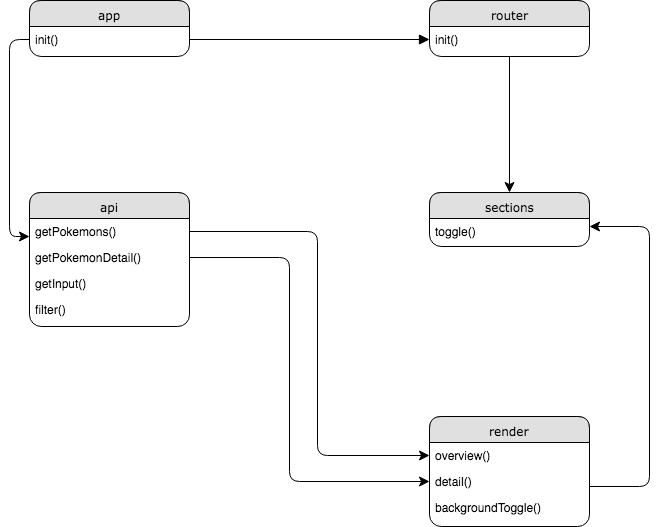 app
init()
router
init()
api
getPokemons()
getPokemonDetail()
getInput()
filter()
sections
toggle()
render
overview()
detail()
backgroundToggle()